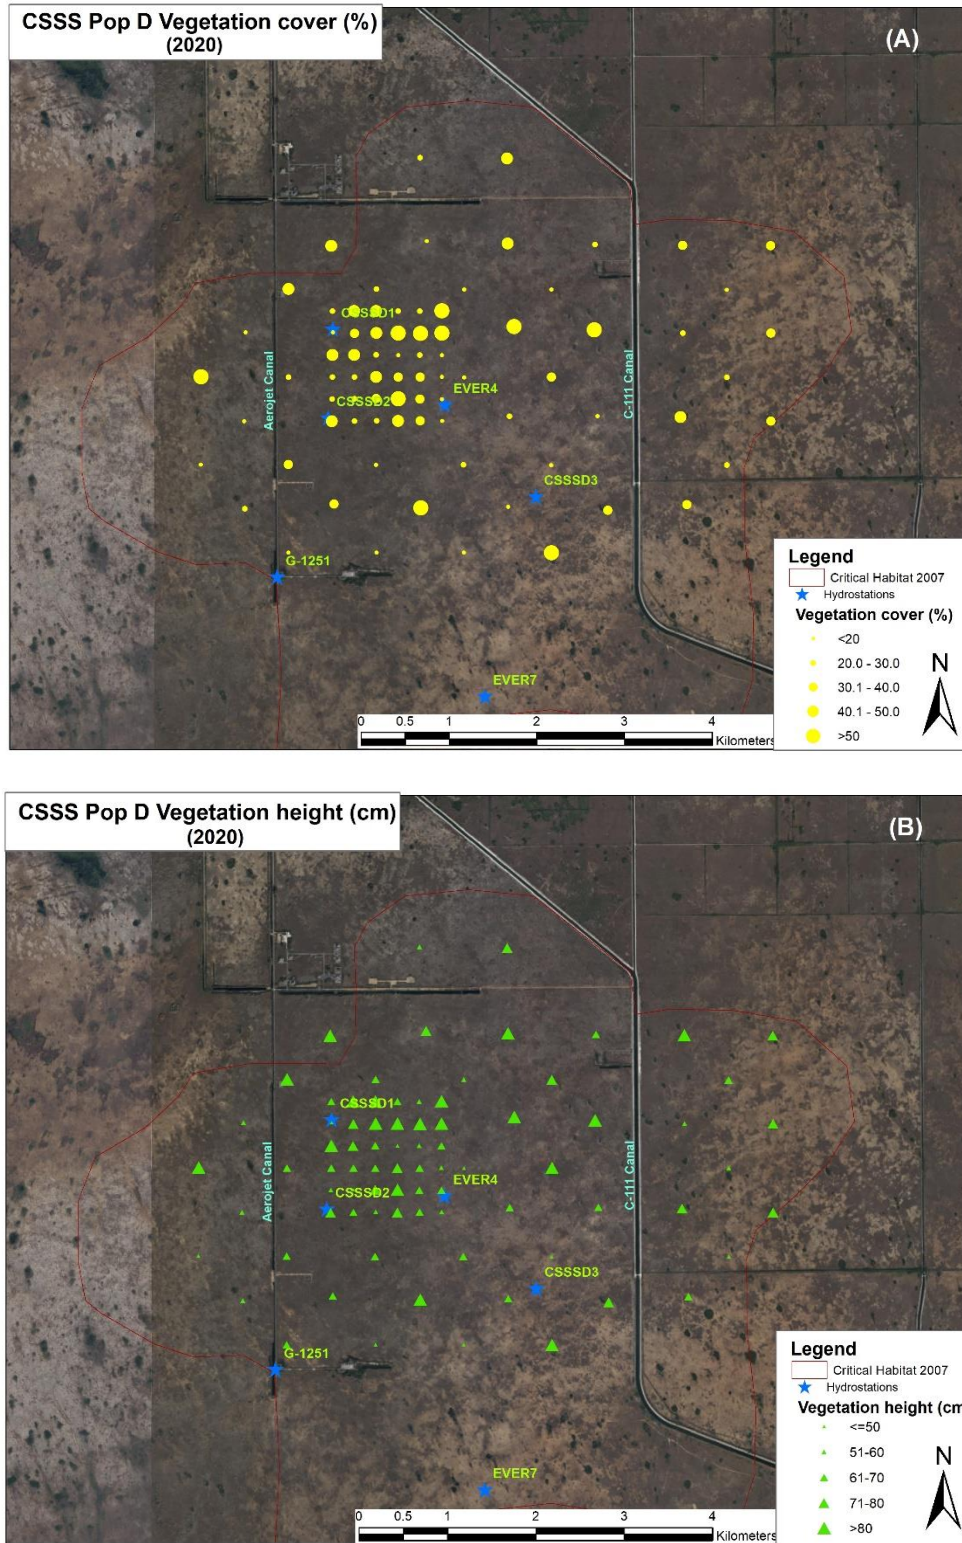 CSSS Pop D Vegetation cover (%)
(2020)
(A)
CSSSD1
Aerojet Canal
C-111 Canal
EVER4
CSSSD2
CSSSD3
G-1251
EVER7
Legend
Critical Habitat 2007
Hydrostations
Vegetation cover (%)
<20
20.0 - 30.0
30.1 - 40.0
40.1 - 50.0
>50
N
0 0.5 1 2 3 4
Kilometers
CSSS Pop D Vegetation height (cm)
(2020)
(B)
CSSSD1
Aerojet Canal
C-111 Canal
EVER4
CSSSD2
CSSSD3
G-1251
EVER7
Legend
Critical Habitat 2007
Hydrostations
Vegetation height (cm
<=50
51-60
61-70
71-80
>80
N
0 0.5 1 2 3 4
Kilometers